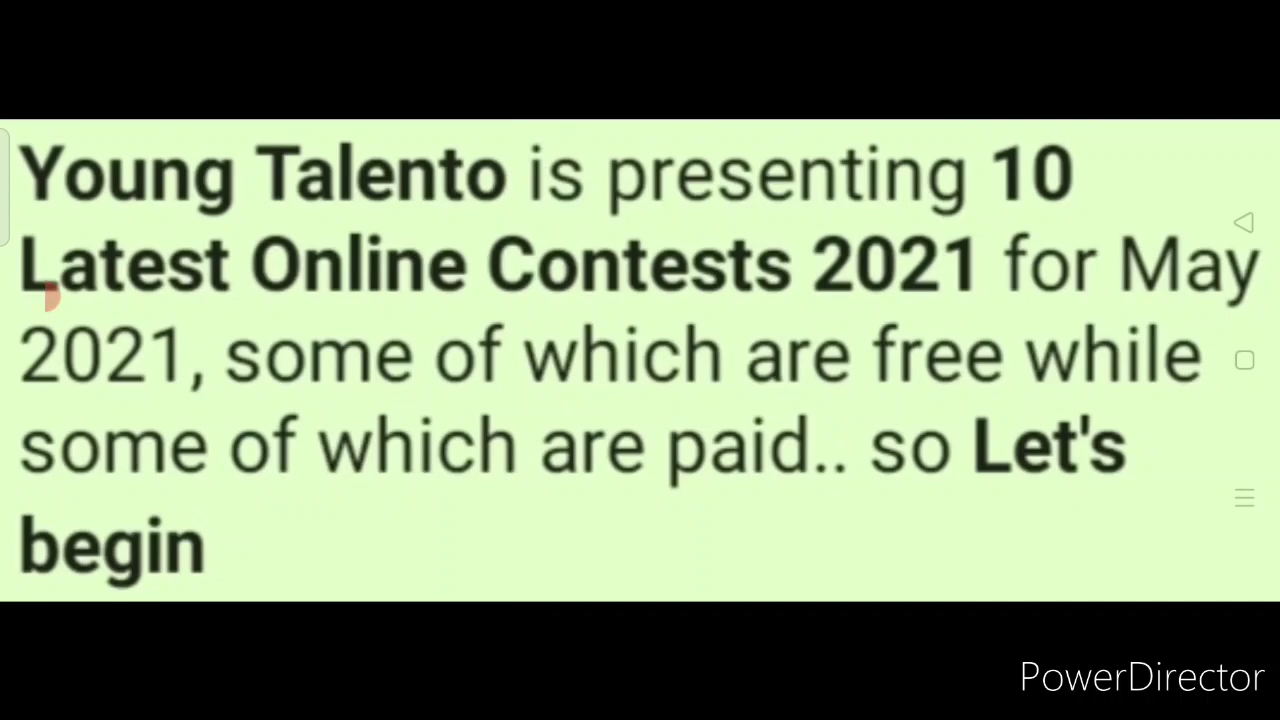 Young Talento is presenting 10
Latest Online Contests 2021 for May
2021, some of which are free while
some of which are paid.. so Let's
begin
PowerDirector